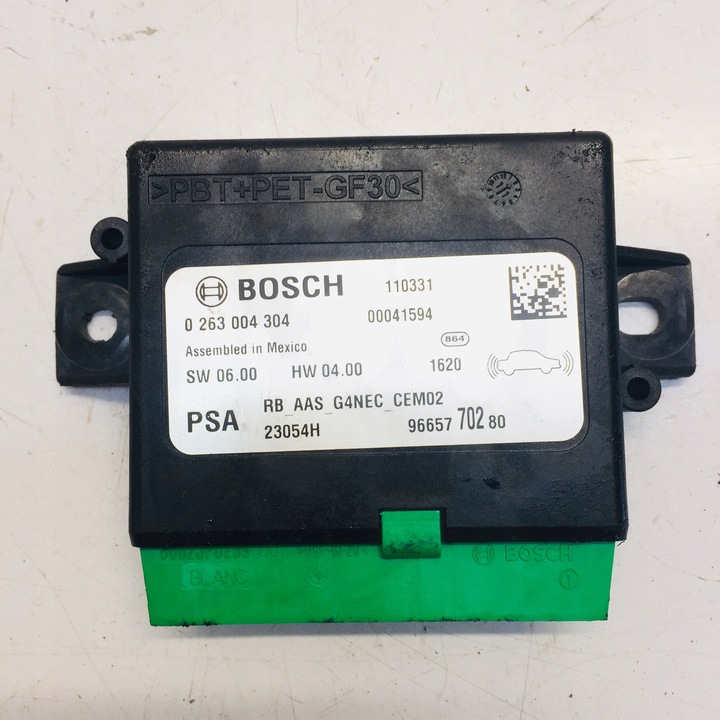 >PBT+PET-GF30<
BOSCH 110331
0 263 004 304 00041594
Assembled in Mexico 864
SW 06.00 HW 04.00 1620
PSA RB_AAS_G4NEC_CEM02
23054H 96657 702 80
BOSCH
BLANC 1